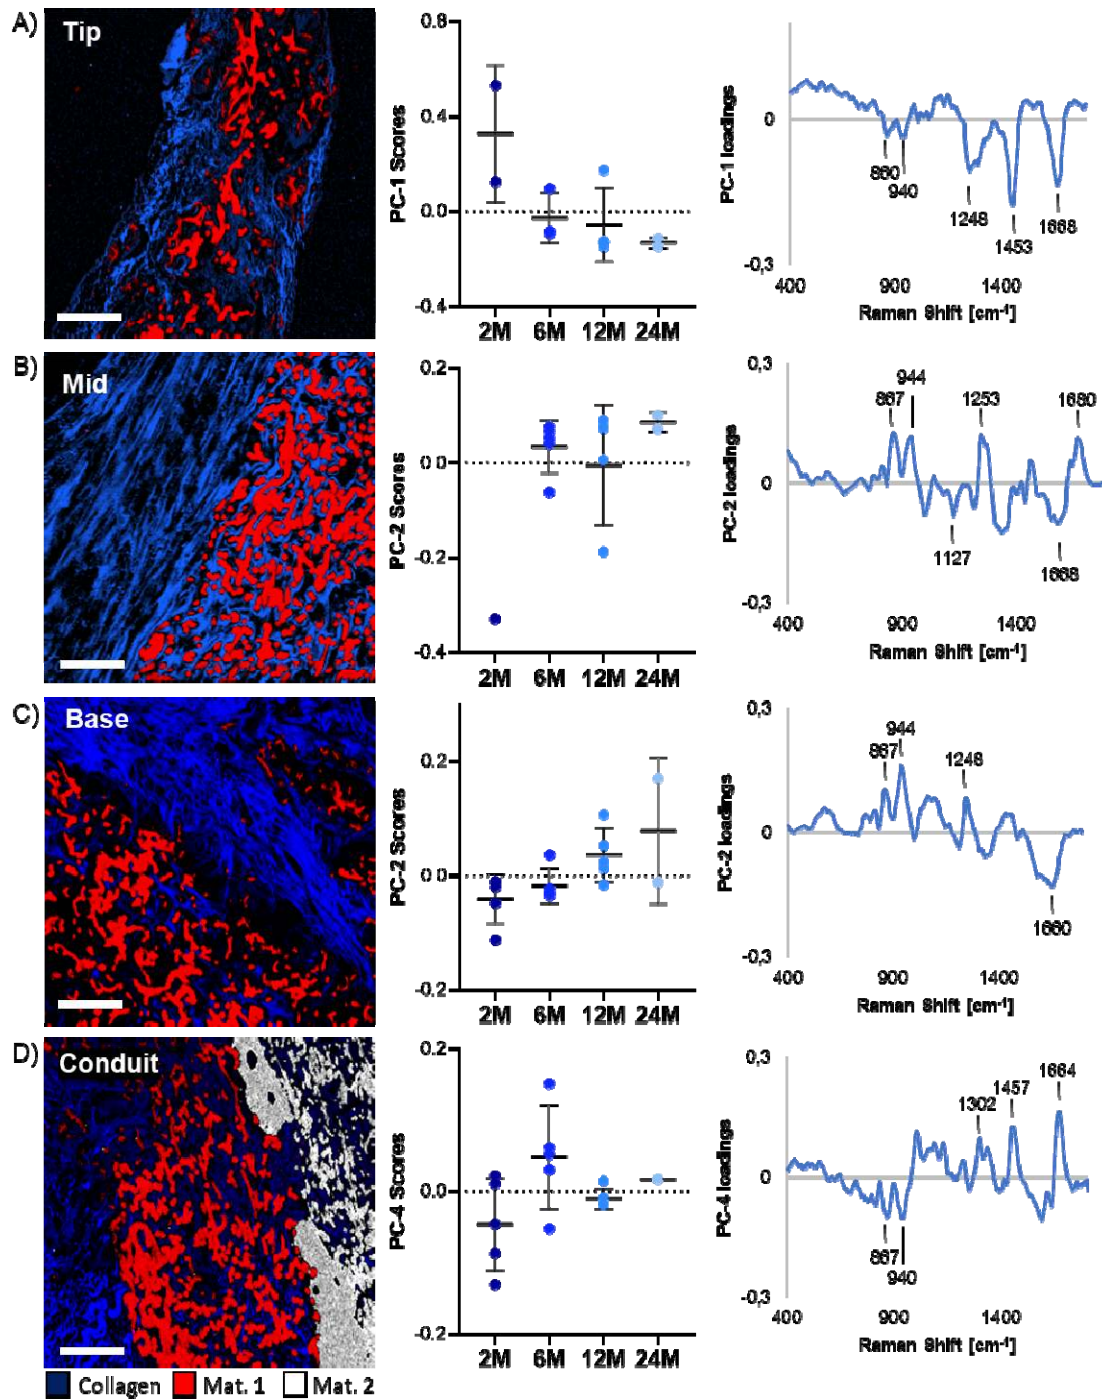 A)
Tip
0.8
0.4
0.0
-0.4
PC-1 Scores
2M 6M 12M 24M
0
-0,3
PC-1 loadings
860
940
1248
1453
1668
400 900 1400
Raman Shift [cm⁻¹]
B)
Mid
0.2
0.0
-0.2
-0.4
PC-2 Scores
2M 6M 12M 24M
0,3
0
-0,3
PC-2 loadings
867
944
1253
1680
1127
1668
400 900 1400
Raman Shift [cm⁻¹]
C)
Base
0.2
0.0
-0.2
PC-2 Scores
2M 6M 12M 24M
0,3
0
-0,3
PC-2 loadings
867
944
1248
1660
400 900 1400
Raman Shift [cm⁻¹]
D)
Conduit
0.2
0.0
-0.2
PC-4 Scores
2M 6M 12M 24M
0,3
0
-0,3
PC-4 loadings
1302
1457
1664
867
940
400 900 1400
Raman Shift [cm⁻¹]
Collagen Mat. 1 Mat. 2